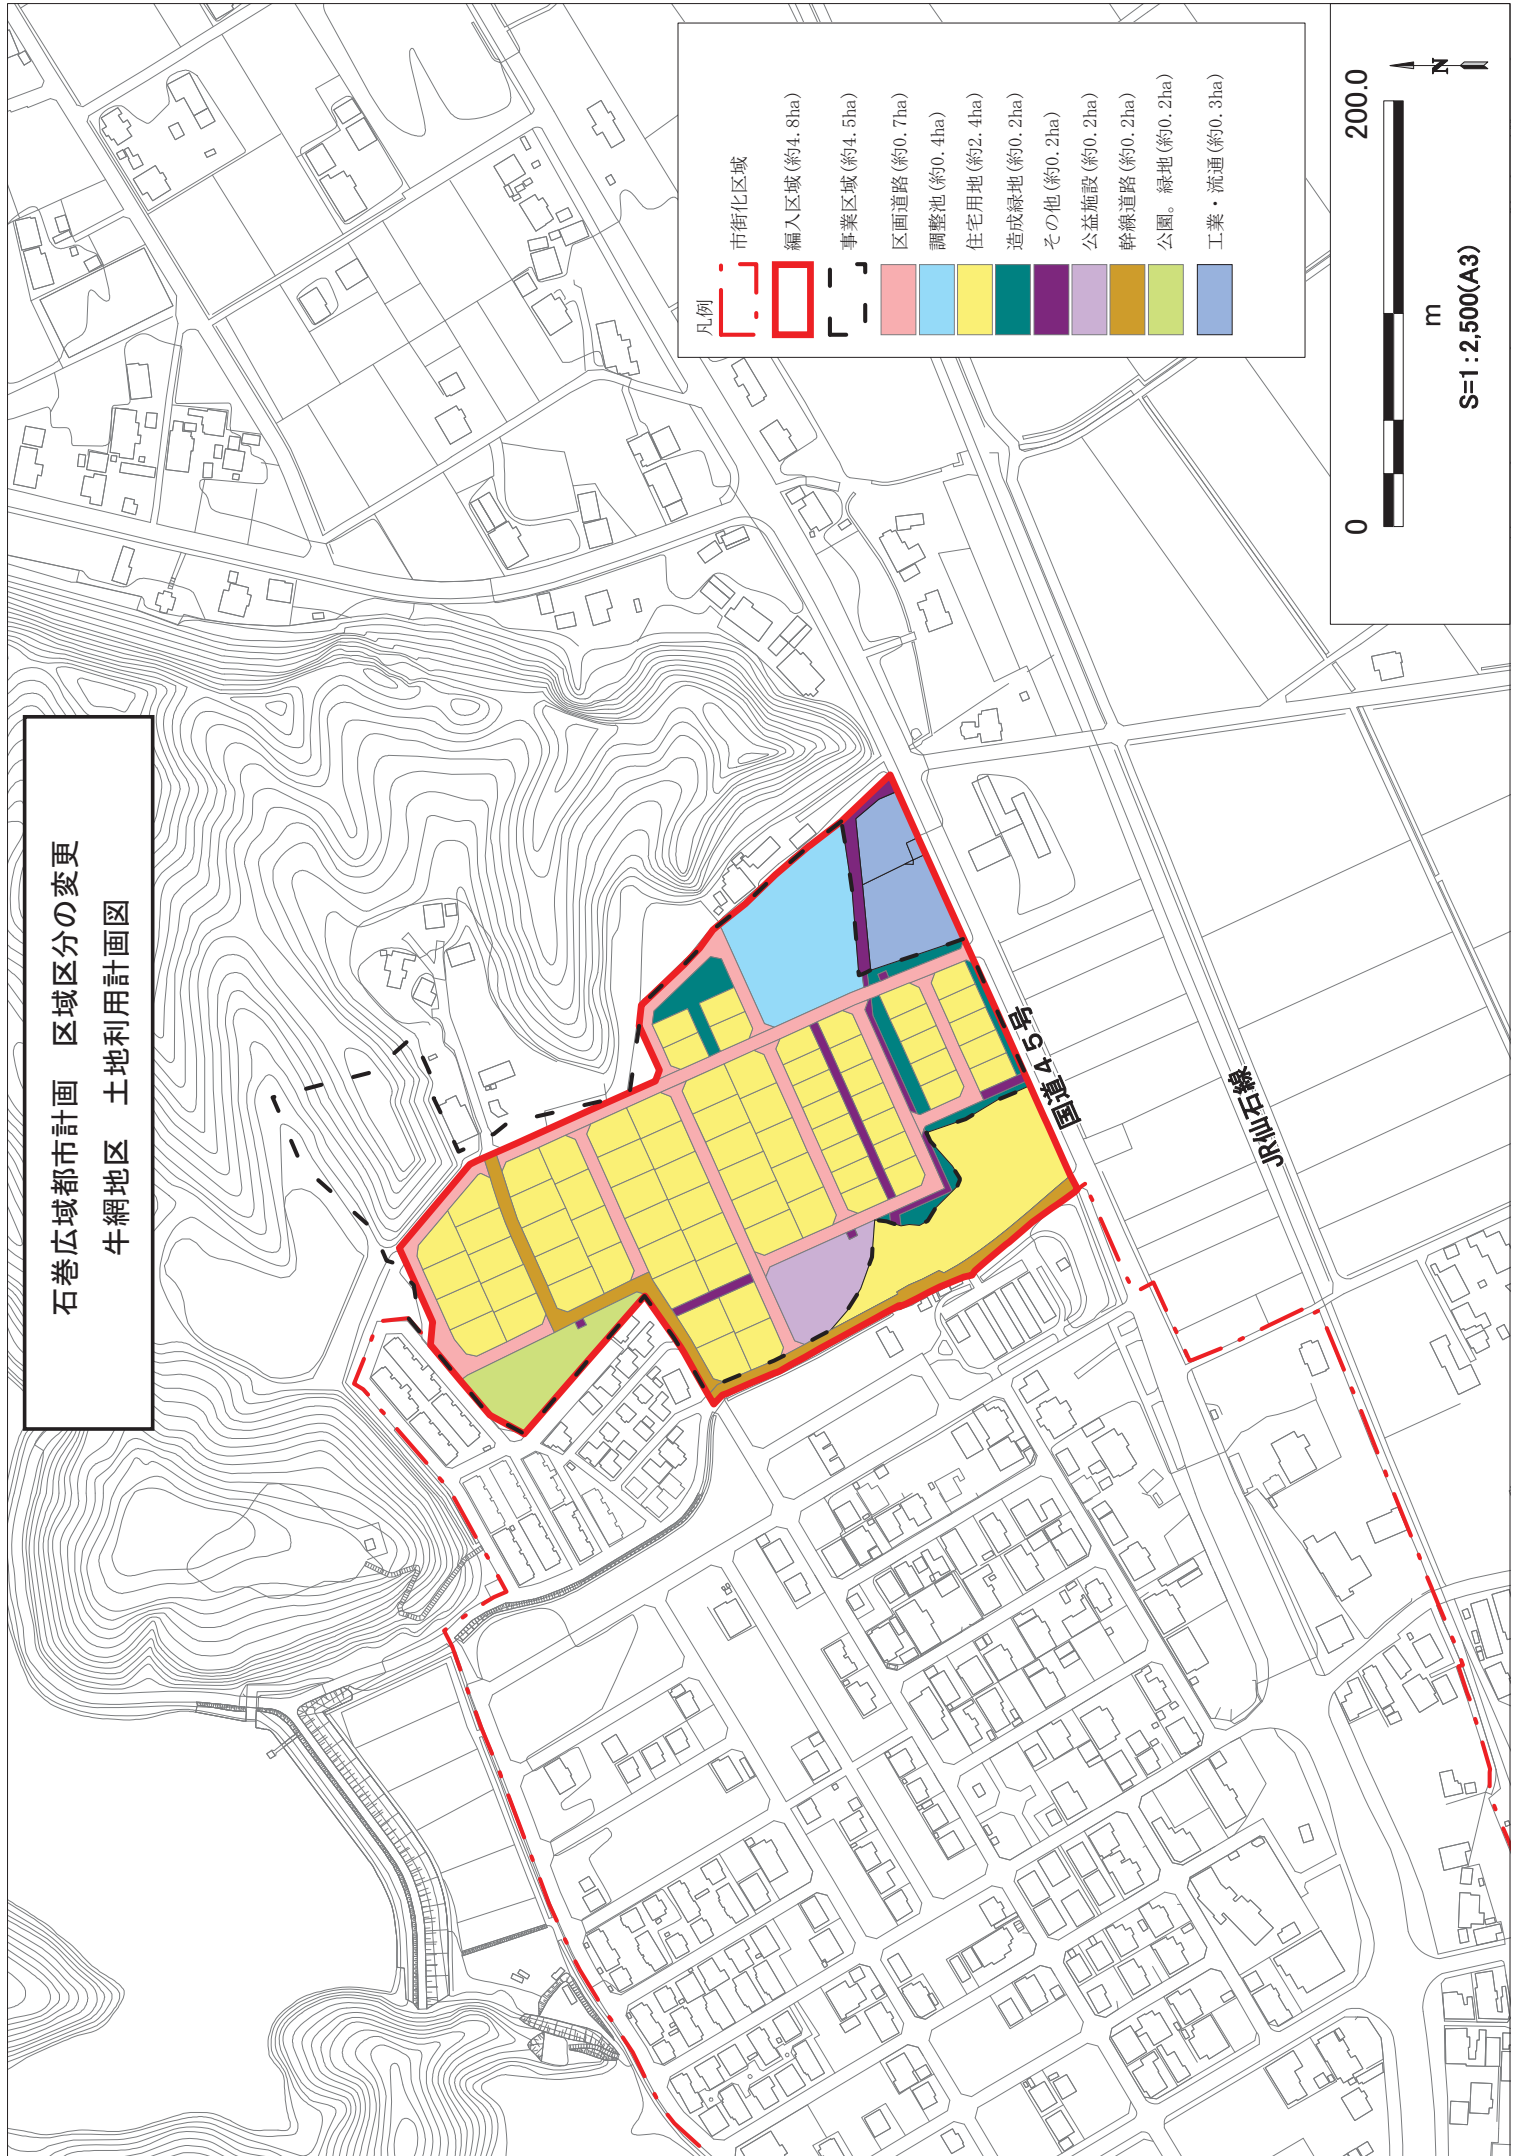 石巻広域都市計画　区域区分の変更
牛網地区　土地利用計画図
凡例
市街化区域
編入区域(約4.8ha)
事業区域(約4.5ha)
区画道路(約0.7ha)
調整池(約0.4ha)
住宅用地(約2.4ha)
造成緑地(約0.2ha)
その他(約0.2ha)
公益施設(約0.2ha)
幹線道路(約0.2ha)
公園。緑地(約0.2ha)
工業・流通(約0.3ha)
国道45号
JR仙石線
0
200.0
m
S=1:2,500(A3)
N